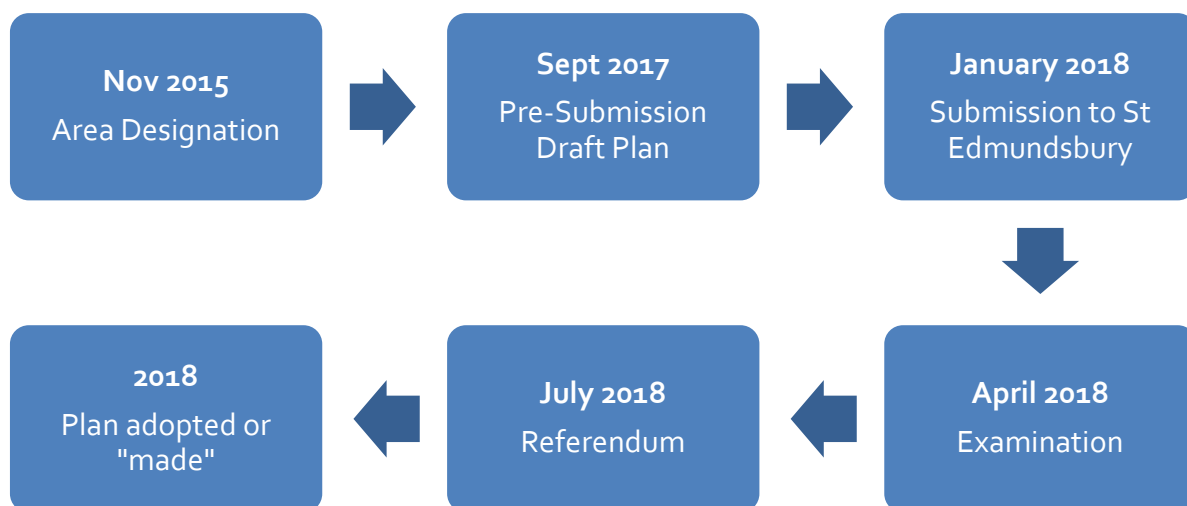 Nov 2015
Area Designation
Sept 2017
Pre-Submission
Draft Plan
January 2018
Submission to St
Edmundsbury
April 2018
Examination
July 2018
Referendum
2018
Plan adopted or
"made"